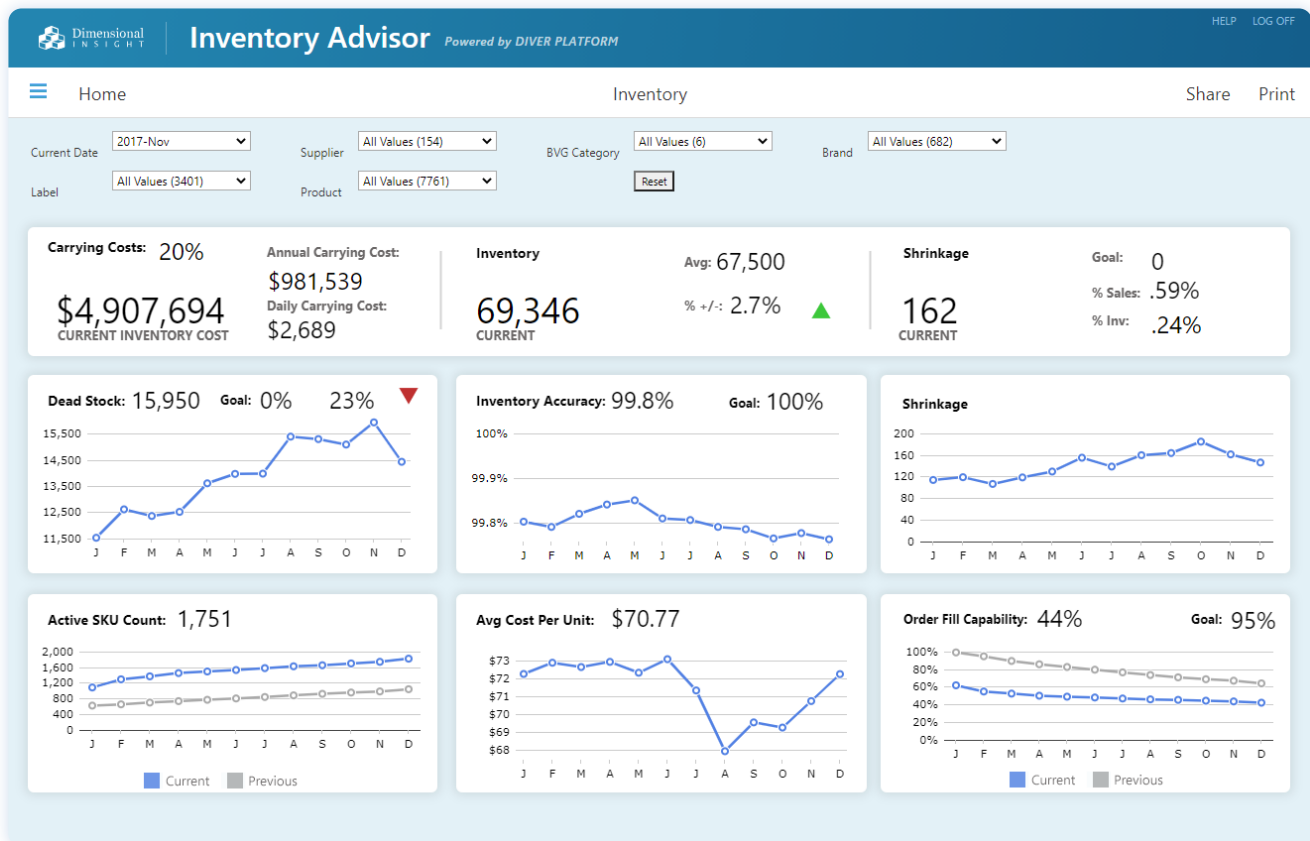 HELP LOG OFF
Dimensional
INSIGHT
Inventory Advisor Powered by DIVER PLATFORM
Home Inventory Share Print
Current Date 2017-Nov Supplier All Values (154) BVG Category All Values (6) Brand All Values (682)
Label All Values (3401) Product All Values (7761) Reset
Carrying Costs: 20%
$4,907,694
CURRENT INVENTORY COST
Annual Carrying Cost:
$981,539
Daily Carrying Cost:
$2,689
Inventory
69,346
CURRENT
Avg: 67,500
% +/-: 2.7%
Shrinkage
162
CURRENT
Goal: 0
% Sales: .59%
% Inv: .24%
Dead Stock: 15,950 Goal: 0% 23%
15,500
14,500
13,500
12,500
11,500
J F M A M J J A S O N D
Inventory Accuracy: 99.8% Goal: 100%
100%
99.9%
99.8%
J F M A M J J A S O N D
Shrinkage
200
160
120
80
40
0
J F M A M J J A S O N D
Active SKU Count: 1,751
2,000
1,600
1,200
800
400
0
J F M A M J J A S O N D
Current Previous
Avg Cost Per Unit: $70.77
$73
$72
$71
$70
$69
$68
J F M A M J J A S O N D
Order Fill Capability: 44% Goal: 95%
100%
80%
60%
40%
20%
0%
J F M A M J J A S O N D
Current Previous